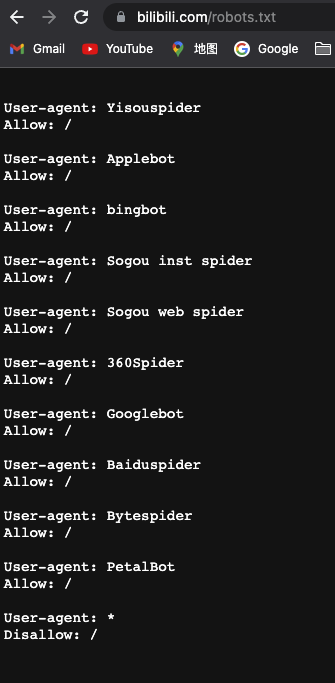 bilibili.com/robots.txt
Gmail YouTube 地图 Google
User-agent: Yisouspider
Allow: /
User-agent: Applebot
Allow: /
User-agent: bingbot
Allow: /
User-agent: Sogou inst spider
Allow: /
User-agent: Sogou web spider
Allow: /
User-agent: 360Spider
Allow: /
User-agent: Googlebot
Allow: /
User-agent: Baiduspider
Allow: /
User-agent: Bytespider
Allow: /
User-agent: PetalBot
Allow: /
User-agent: *
Disallow: /